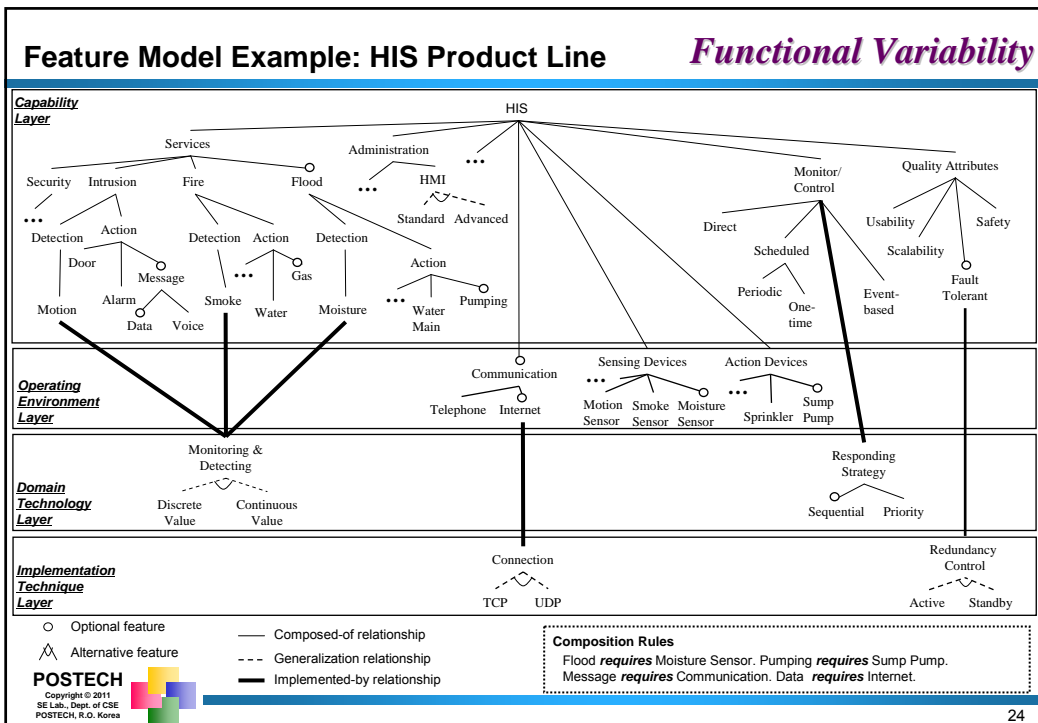 Feature Model Example: HIS Product Line
Functional Variability
Capability
Layer
HIS
Services
Administration
•••
Monitor/
Control
Quality Attributes
Security
Intrusion
Fire
Flood
•••
HMI
Standard
Advanced
Direct
Scheduled
Usability
Safety
Scalability
•••
Detection
Action
Detection
Action
Detection
Action
Door
Message
•••
Gas
•••
Pumping
Periodic
One-
time
Event-
based
Fault
Tolerant
Motion
Alarm
Data
Voice
Smoke
Water
Moisture
Water
Main
Operating
Environment
Layer
Communication
Telephone
Internet
Sensing Devices
•••
Motion
Sensor
Smoke
Sensor
Moisture
Sensor
Action Devices
•••
Sprinkler
Sump
Pump
Domain
Technology
Layer
Monitoring &
Detecting
Discrete
Value
Continuous
Value
Responding
Strategy
Sequential
Priority
Implementation
Technique
Layer
Connection
TCP
UDP
Redundancy
Control
Active
Standby
Optional feature
Alternative feature
Composed-of relationship
Generalization relationship
Implemented-by relationship
Composition Rules
Flood requires Moisture Sensor. Pumping requires Sump Pump.
Message requires Communication. Data requires Internet.
POSTECH
Copyright © 2011
SE Lab., Dept. of CSE
POSTECH, R.O. Korea
24